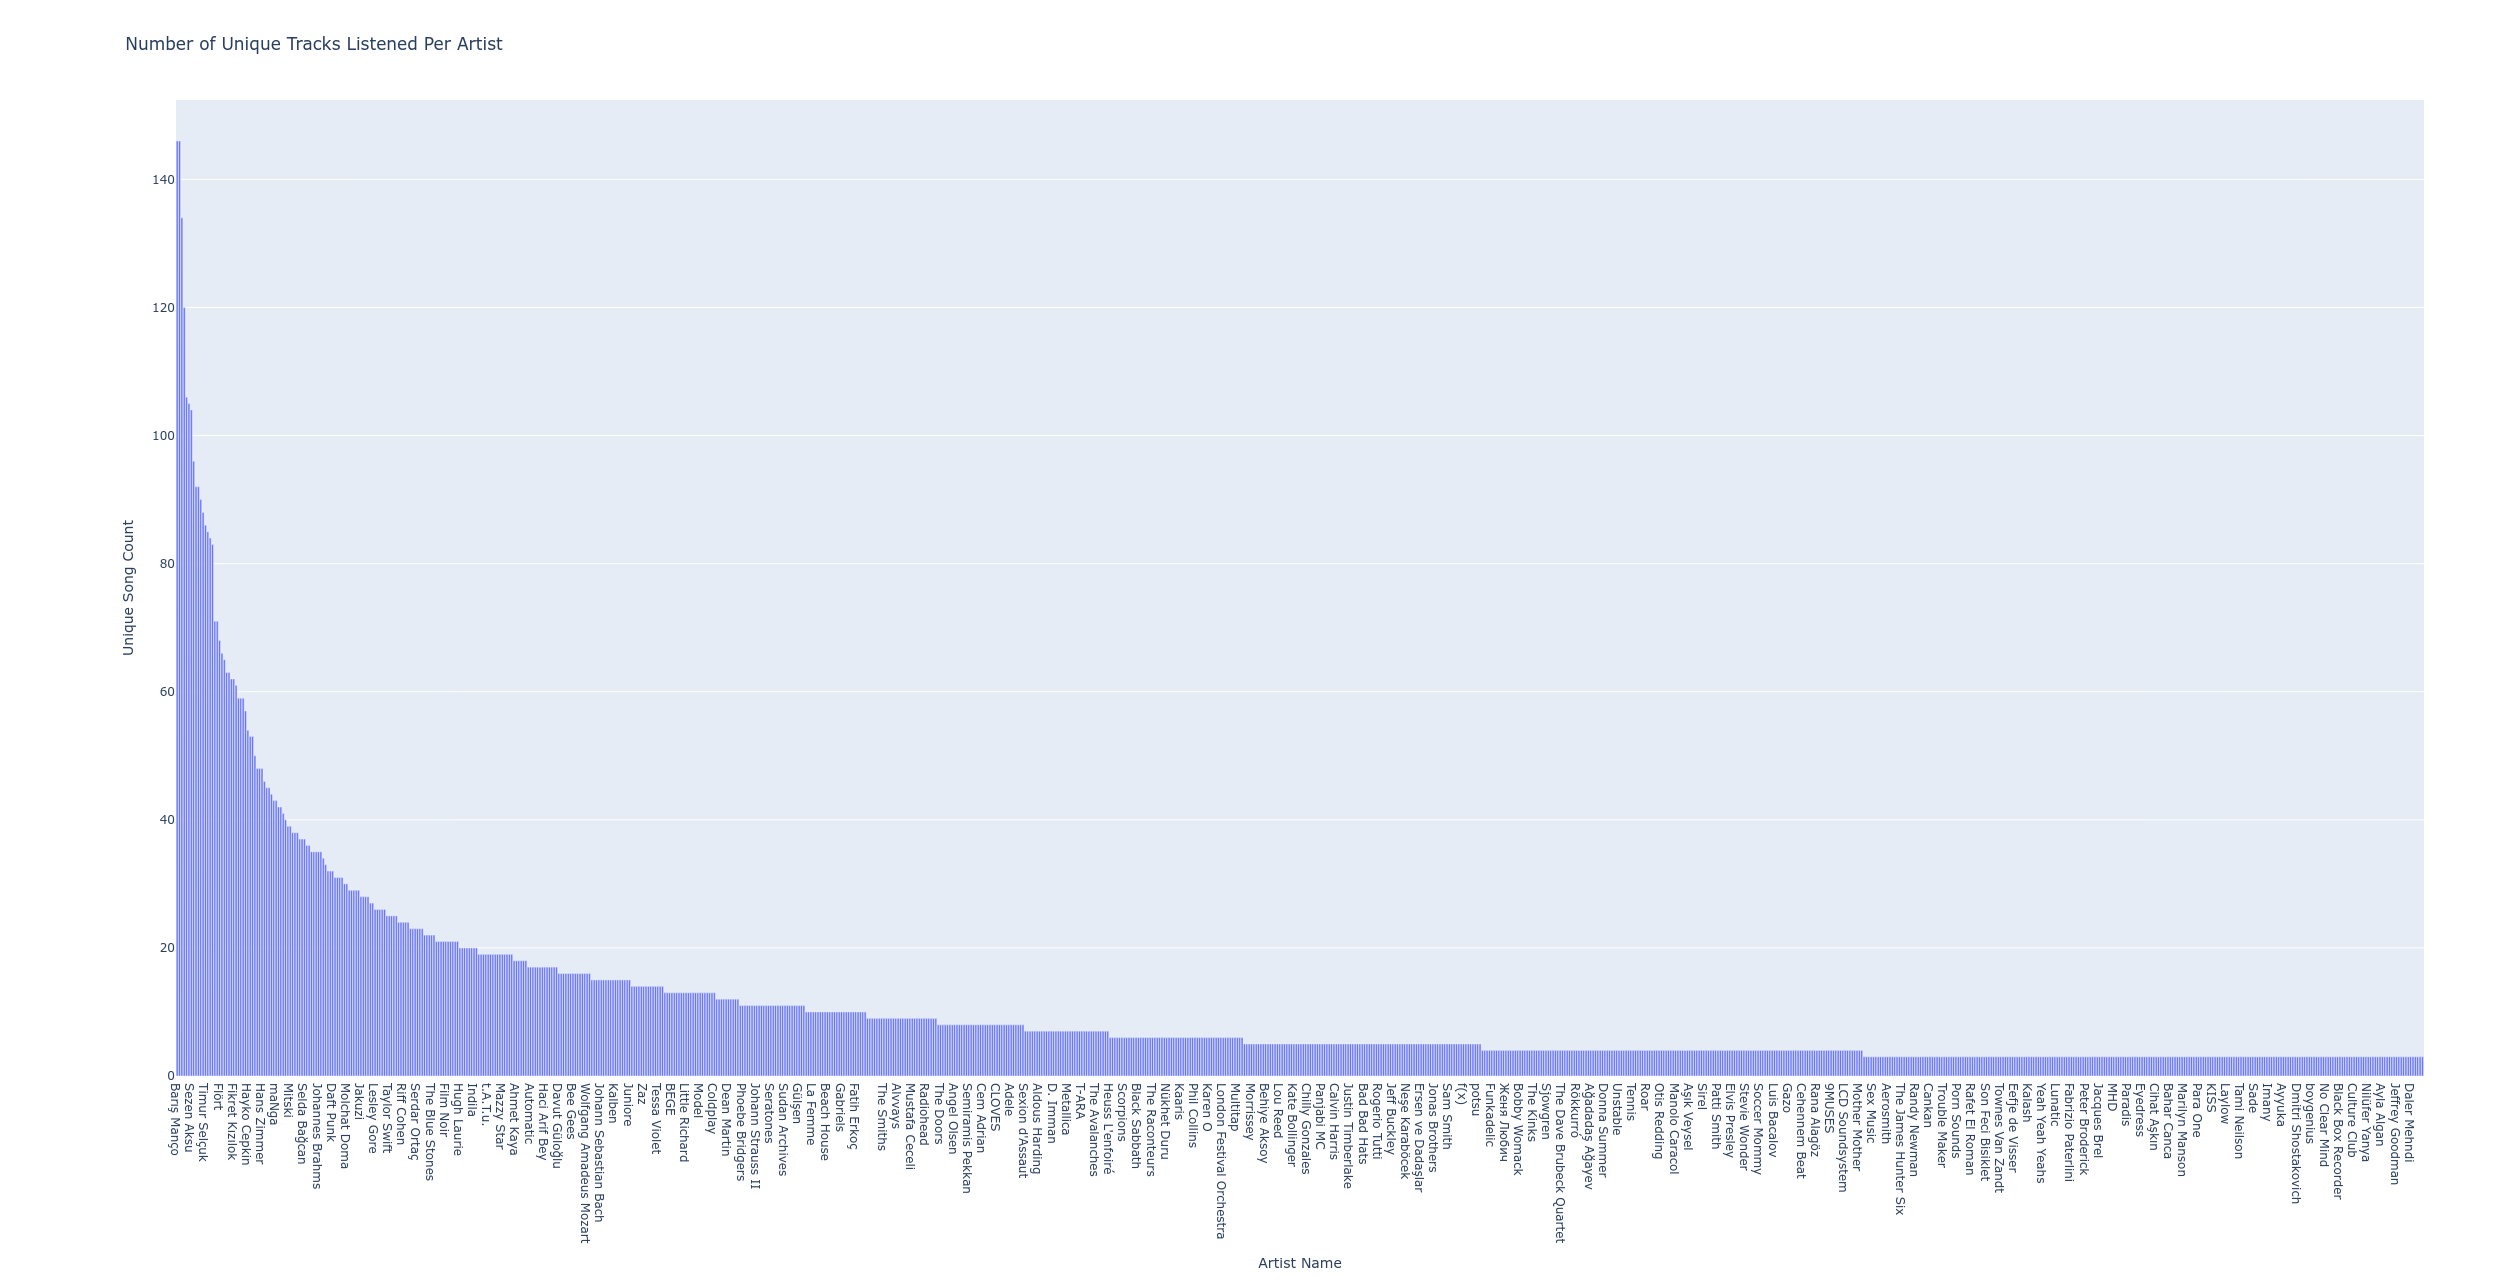 Number of Unique Tracks Listened Per Artist
140
120
100
80
60
40
20
0
Uninque Song Count
Barış Manço
Sezen Aksu
Timur Selçuk
Flört
Fikret Kızılok
Hayko Cepkin
Hans Zimmer
maNga
Mitski
Selda Bağcan
Johannes Brahms
Daft Punk
Molchat Doma
Jakuzi
Lesley Gore
Taylor Swift
Riff Cohen
Serdar Ortaç
The Blue Stones
Film Noir
Hugh Laurie
Indila
t.A.T.u.
Mazzy Star
Ahmet Kaya
Automatic
Haci Arif Bey
Davut Güloğlu
Bee Gees
Wolfgang Amadeus Mozart
Johann Sebastian Bach
Kalben
Juniore
Zaz
Tessa Violet
BEGE
Little Richard
Model
Coldplay
Dean Martin
Phoebe Bridgers
Johann Strauss II
Seratones
Sudan Archives
Gülşen
La Femme
Beach House
Gabriels
Fatih Erkoç
The Smiths
Alvvays
Mustafa Ceceli
Radiohead
The Doors
Angel Olsen
Semiramis Pekkan
Cem Adrian
CLOVES
Adele
Sexion d'Assaut
Aldous Harding
D. Imman
Metallica
T-ARA
The Avalanches
Heuss L'enfoiré
Scorpions
Black Sabbath
The Raconteurs
Nükhet Duru
Kaaris
Phil Collins
Karen O
London Festival Orchestra
Multitap
Morrissey
Behiye Aksoy
Lou Reed
Kate Bollinger
Chilly Gonzales
Panjabi MC
Calvin Harris
Justin Timberlake
Bad Bad Hats
Rogerio Tutti
Jeff Buckley
Neşe Karaböcek
Ersen ve Dadaşlar
Jonas Brothers
Sam Smith
f(x)
potsu
Funkadelic
Женя Любич
Bobby Womack
The Kinks
Sjowgren
The Dave Brubeck Quartet
Rökkurró
Ağadadaş Ağayev
Donna Summer
Unstable
Tennis
Roar
Otis Redding
Manolo Caracol
Aşık Veysel
Sirel
Patti Smith
Elvis Presley
Stevie Wonder
Soccer Mommy
Luis Bacalov
Gazo
Cehennem Beat
Rana Alagöz
9MUSES
LCD Soundsystem
Mother Mother
Sex Music
Aerosmith
The James Hunter Six
Randy Newman
Cankan
Trouble Maker
Porn Sounds
Rafet El Roman
Son Feci Bisiklet
Townes Van Zandt
Eefje de Visser
Kalash
Yeah Yeah Yeahs
Lunatic
Fabrizio Paterlini
Peter Broderick
Jacques Brel
MHD
Paradis
Eyedress
Cihat Aşkın
Bahar Canca
Marilyn Manson
Para One
KISS
Laylow
Tami Neilson
Sade
Imany
Ayyuka
Dmitri Shostakovich
boygenius
No Clear Mind
Black Box Recorder
Culture Club
Nilüfer Yanya
Ayla Algan
Jeffrey Goodman
Daler Mehndi
Artist Name